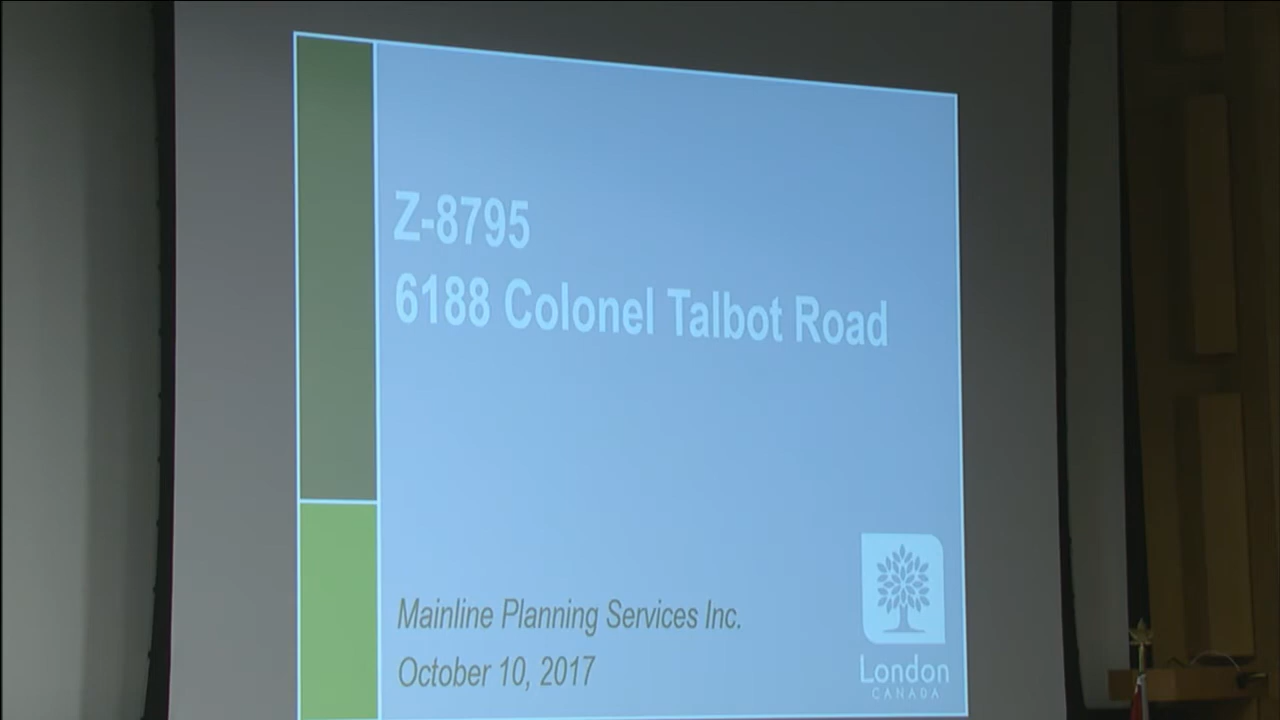 Z-8795
6188 Colonel Talbot Road
Mainline Planning Services Inc.
October 10, 2017
London
CANADA